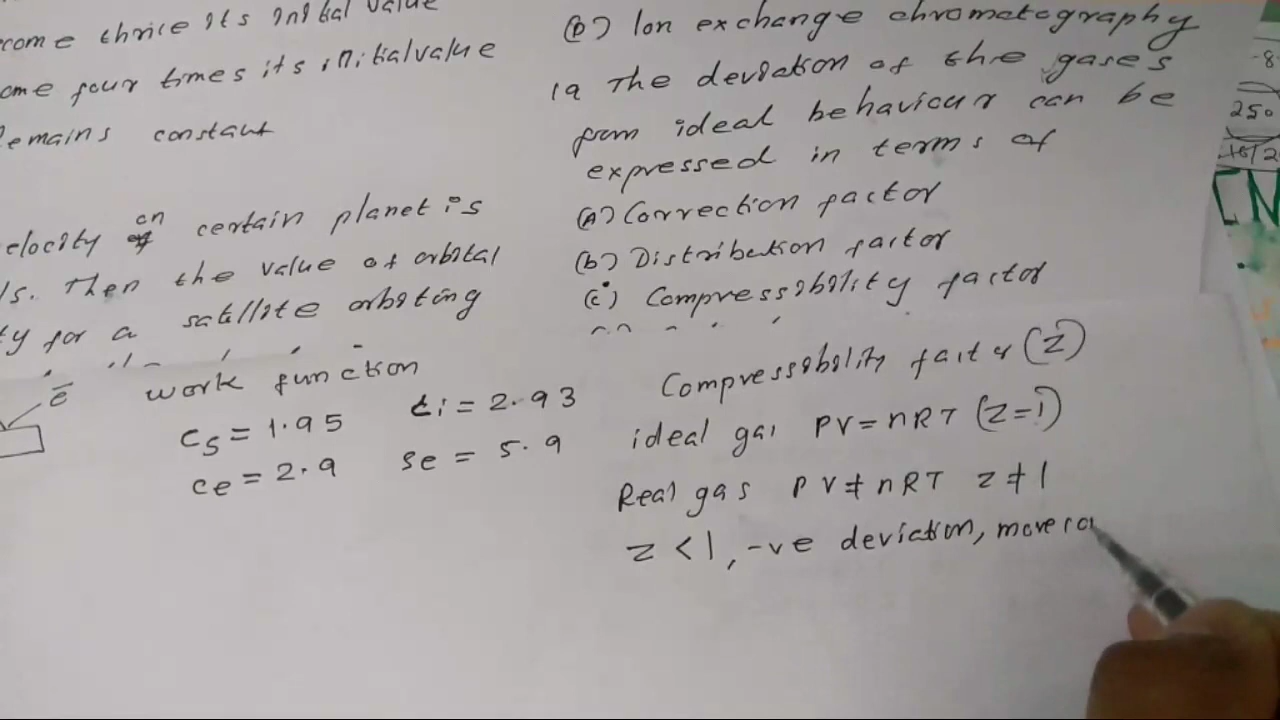 come thrice its initial value
ome four times its initial value
Remains constant
elocity on certain planet is
ls. Then the value of orbital
ty for a satellite orbiting
(D) Ion exchange chromatography
19 The deviation of the gases
from ideal behaviour can be
expressed in terms of
(A) Correction factor
(b) Distribution factor
(c) Compressibility factor
e̅ work function
Cs = 1.95 Li = 2.93
Ce = 2.9 Se = 5.9
Compressibility factor (Z)
ideal gas PV = nRT (Z=1)
Real gas PV ≠ nRT Z ≠ 1
Z < 1, -ve deviation, more co
250
CN